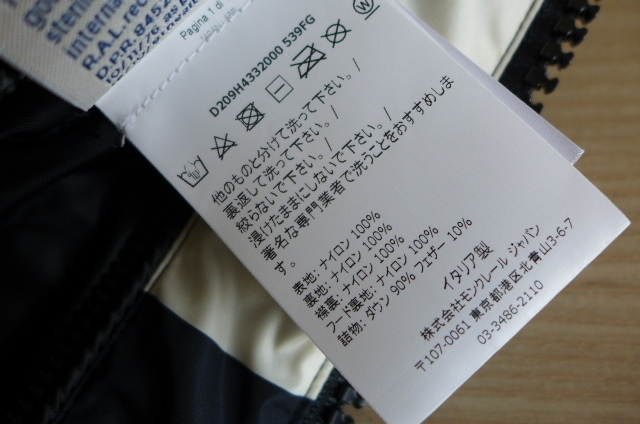 Pagina 1 di
D209H4332000 539FG
他のものと分けて洗って下さい。/
裏返して洗って下さい。/
絞らないで下さい。/
浸けたままにしないで下さい。/
著名な専門業者で洗うことをおすすめしま
す。
表地: ナイロン 100%
裏地: ナイロン 100%
襟裏: ナイロン 100%
フード裏地: ナイロン 100%
詰物: ダウン 90% フェザー 10%
イタリア製
株式会社モンクレール ジャパン
〒107-0061 東京都港区北青山3-6-7
03-3486-2110